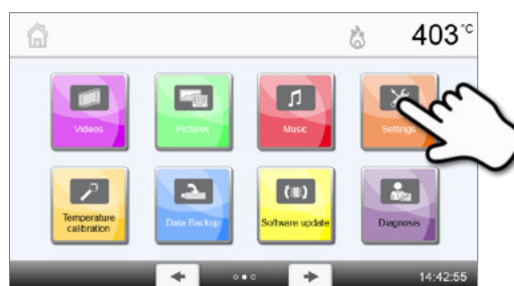 403 °C
Videos
Pictures
Music
Settings
Temperature
calibration
Data Backup
Software update
Diagnosis
14:42:55